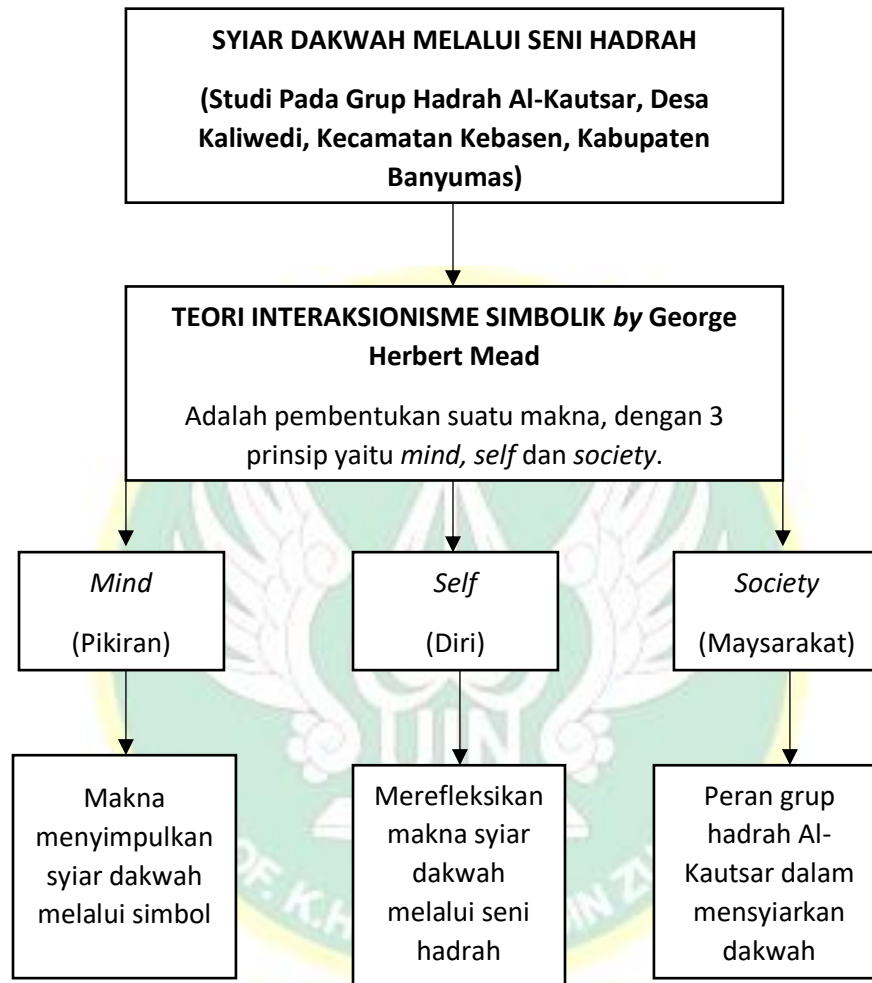 SYIAR DAKWAH MELALUI SENI HADRAH
(Studi Pada Grup Hadrah Al-Kautsar, Desa
Kaliwedi, Kecamatan Kebasen, Kabupaten
Banyumas)
TEORI INTERAKSIONISME SIMBOLIK by George
Herbert Mead
Adalah pembentukan suatu makna, dengan 3
prinsip yaitu mind, self dan society.
Mind
(Pikiran)
Self
(Diri)
Society
(Maysarakat)
Makna
menyimpulkan
syiar dakwah
melalui simbol
Merefleksikan
makna syiar
dakwah
melalui seni
hadrah
Peran grup
hadrah Al-
Kautsar dalam
mensyiarkan
dakwah
UIN